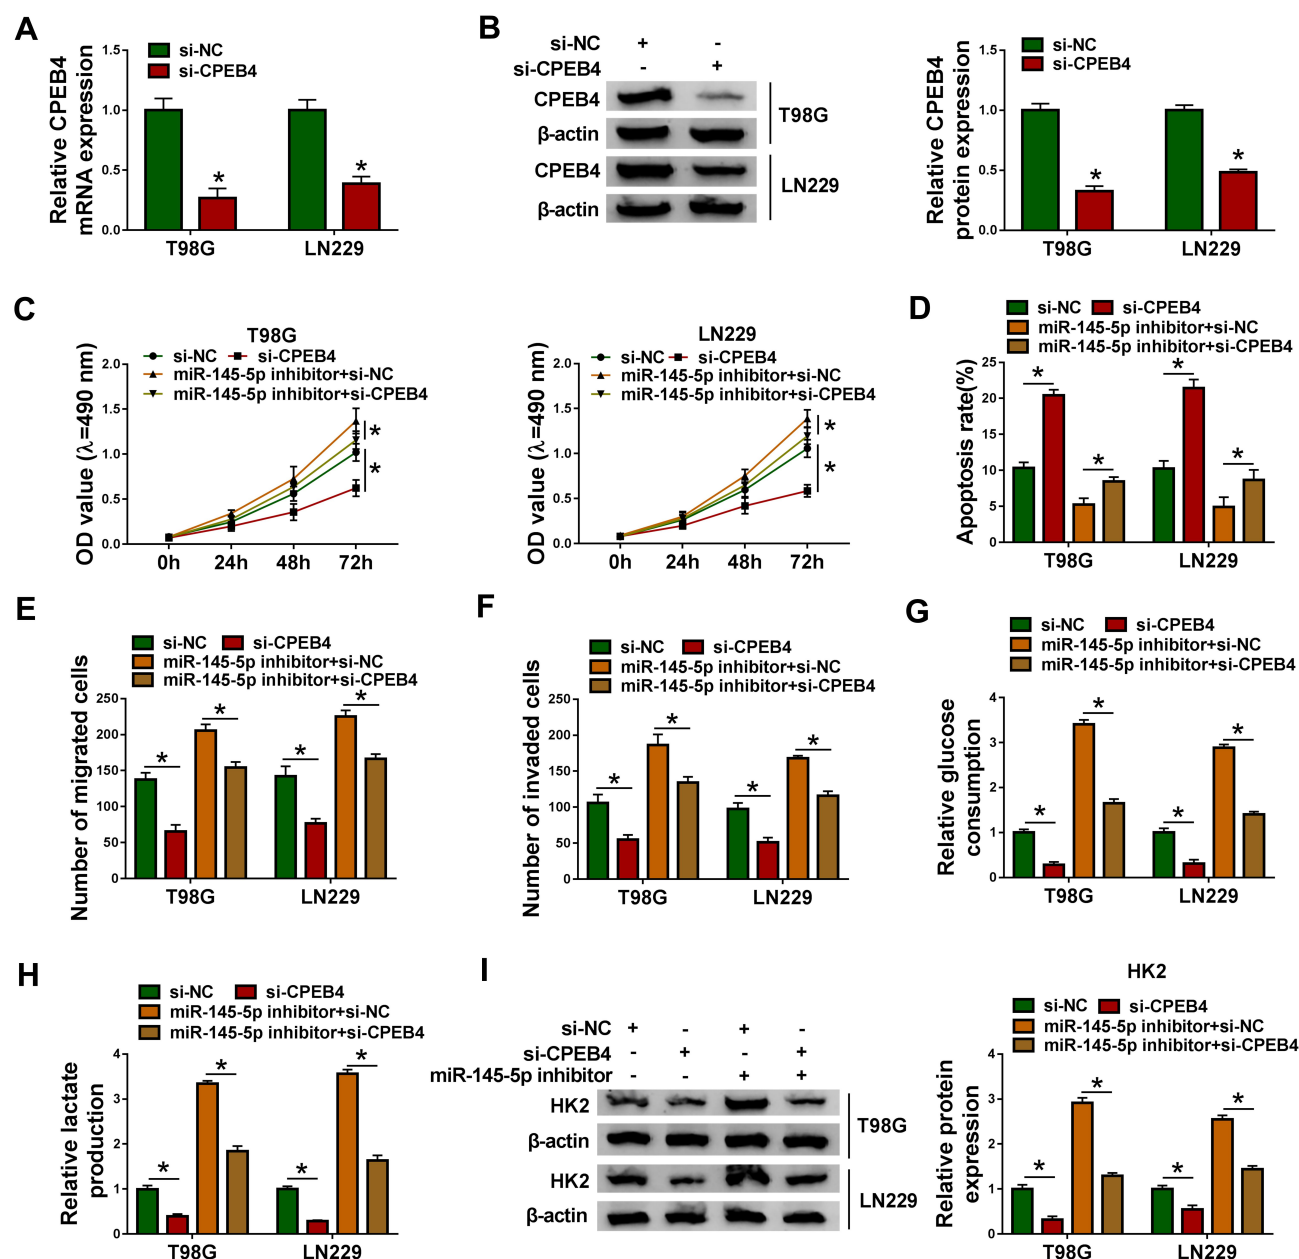 A
Relative CPEB4
mRNA expression
1.5
1.0
0.5
0.0
si-NC
si-CPEB4
*
*
T98G
LN229
B
si-NC + -
si-CPEB4 - +
CPEB4
β-actin
T98G
CPEB4
β-actin
LN229
Relative CPEB4
protein expression
1.5
1.0
0.5
0.0
si-NC
si-CPEB4
*
*
T98G
LN229
C
T98G
si-NC si-CPEB4
miR-145-5p inhibitor+si-NC
miR-145-5p inhibitor+si-CPEB4
OD value (λ=490 nm)
2.0
1.5
1.0
0.5
0.0
*
*
0h 24h 48h 72h
LN229
si-NC si-CPEB4
miR-145-5p inhibitor+si-NC
miR-145-5p inhibitor+si-CPEB4
OD value (λ=490 nm)
2.0
1.5
1.0
0.5
0.0
*
*
0h 24h 48h 72h
D
si-NC si-CPEB4
miR-145-5p inhibitor+si-NC
miR-145-5p inhibitor+si-CPEB4
Apoptosis rate(%)
25
20
15
10
5
0
* * * *
T98G LN229
E
si-NC si-CPEB4
miR-145-5p inhibitor+si-NC
miR-145-5p inhibitor+si-CPEB4
Number of migrated cells
250
200
150
100
50
0
* * * *
T98G LN229
F
si-NC si-CPEB4
miR-145-5p inhibitor+si-NC
miR-145-5p inhibitor+si-CPEB4
Number of invaded cells
250
200
150
100
50
0
* * * *
T98G LN229
G
si-NC si-CPEB4
miR-145-5p inhibitor+si-NC
miR-145-5p inhibitor+si-CPEB4
Relative glucose
consumption
4
3
2
1
0
* * * *
T98G LN229
H
si-NC si-CPEB4
miR-145-5p inhibitor+si-NC
miR-145-5p inhibitor+si-CPEB4
Relative lactate
production
4
3
2
1
0
* * * *
T98G LN229
I
si-NC + - + -
si-CPEB4 - + - +
miR-145-5p inhibitor - - + +
HK2
β-actin
T98G
HK2
β-actin
LN229
HK2
si-NC si-CPEB4
miR-145-5p inhibitor+si-NC
miR-145-5p inhibitor+si-CPEB4
Relative protein
expression
4
3
2
1
0
* * * *
T98G LN229